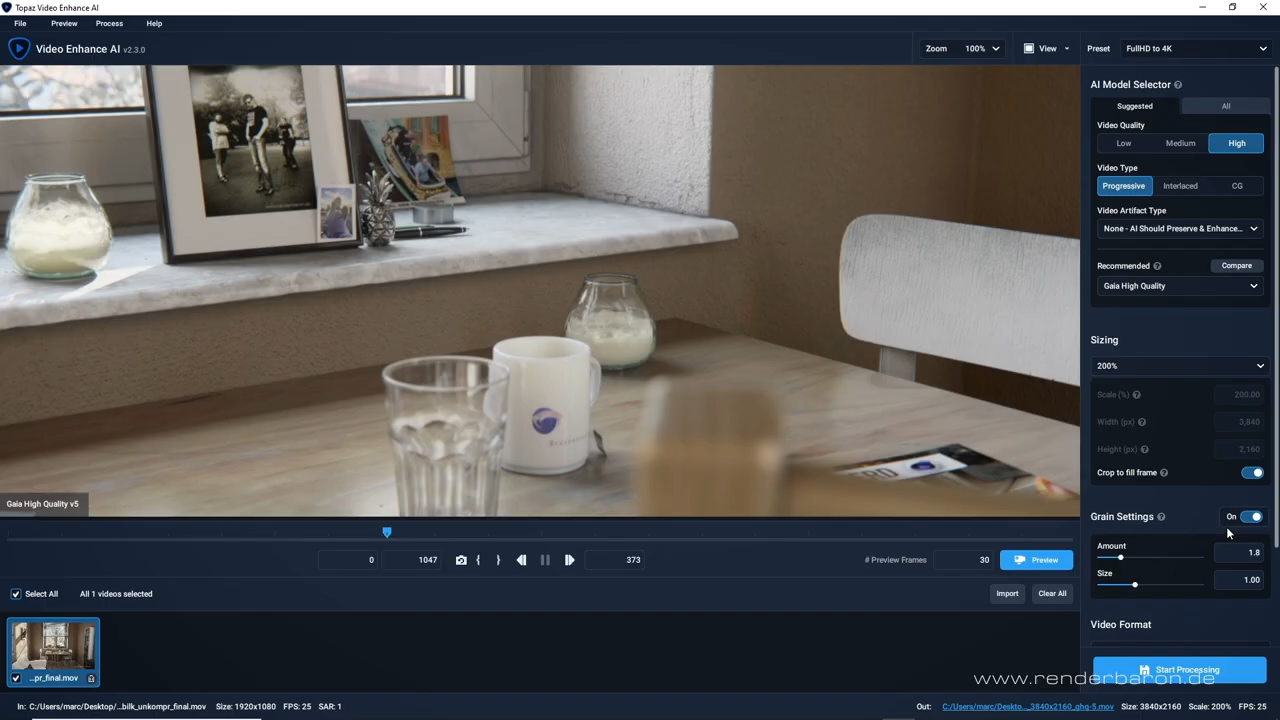 Topaz Video Enhance AI
File Preview Process Help
Video Enhance AI v2.3.0
Zoom 100% View Preset FullHD to 4K
AI Model Selector
Suggested All
Video Quality
Low Medium High
Video Type
Progressive Interlaced CG
Video Artifact Type
None - AI Should Preserve & Enhance...
Recommended Compare
Gaia High Quality
Sizing
200%
Scale (%) 200.00
Width (px) 3,840
Height (px) 2,160
Crop to fill frame
Gaia High Quality v5
Grain Settings On
Amount 1.8
Size 1.00
0 1047 { } 373 # Preview Frames 30 Preview
Select All All 1 videos selected Import Clear All
Video Format
...pr_final.mov
Start Processing
www.renderbaron.de
In: C:/Users/marc/Desktop/...bilk_unkompr_final.mov Size: 1920x1080 FPS: 25 SAR: 1 Out: C:/Users/marc/Deskto..._3840x2160_ghq-5.mov Size: 3840x2160 Scale: 200% FPS: 25